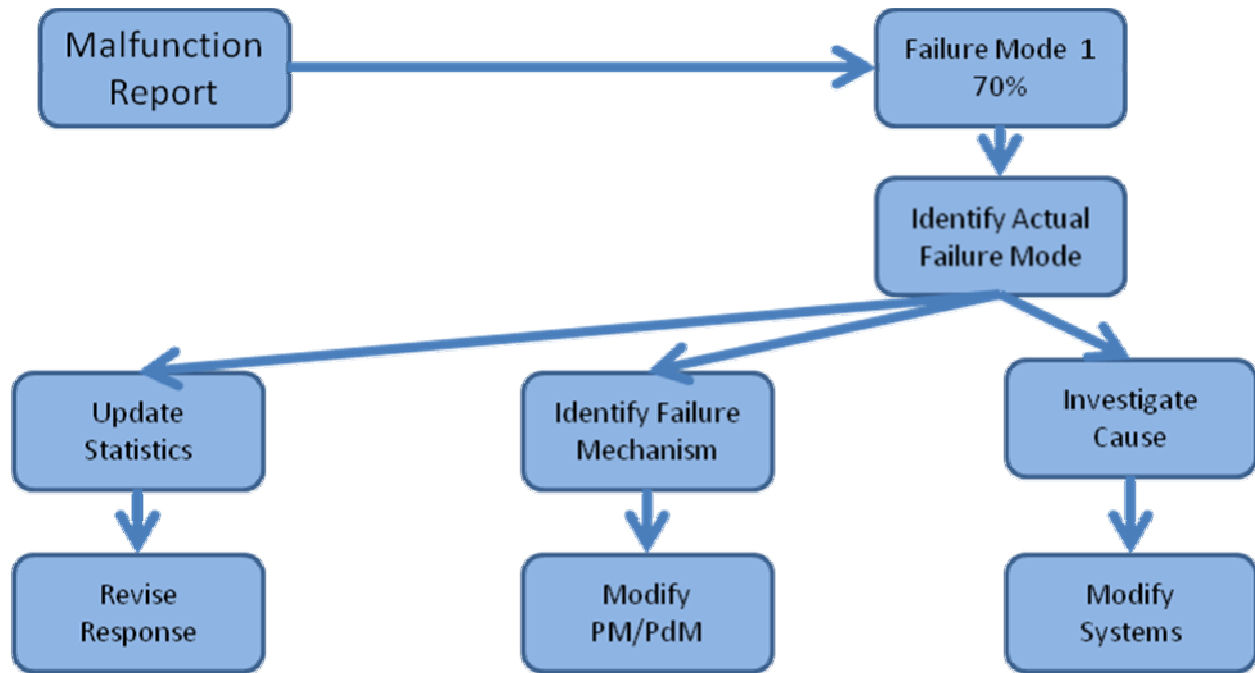 Malfunction
Report
Failure Mode 1
70%
Identify Actual
Failure Mode
Update
Statistics
Identify Failure
Mechanism
Investigate
Cause
Revise
Response
Modify
PM/PdM
Modify
Systems